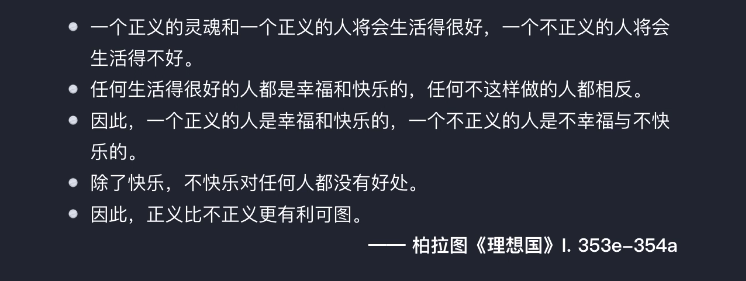 一个正义的灵魂和一个正义的人将会生活得很好，一个不正义的人将会
生活得不好。
任何生活得很好的人都是幸福和快乐的，任何不这样做的人都相反。
因此，一个正义的人是幸福和快乐的，一个不正义的人是不幸福与不快
乐的。
除了快乐，不快乐对任何人都没有好处。
因此，正义比不正义更有利可图。
—— 柏拉图《理想国》I. 353e–354a